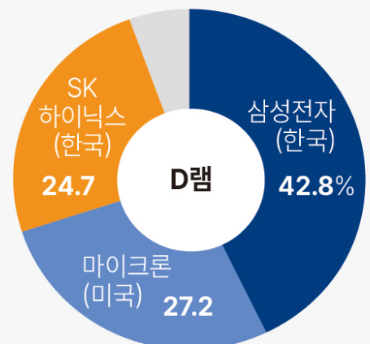 SK
하이닉스
(한국)
24.7
삼성전자
(한국)
42.8%
D램
마이크론
(미국) 27.2